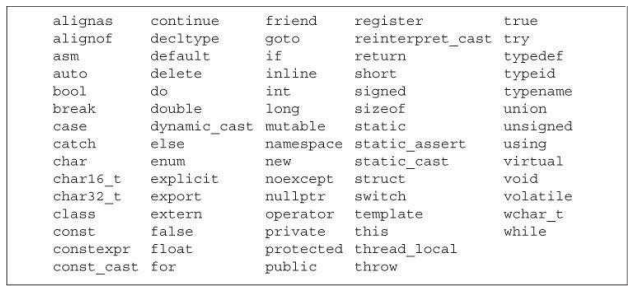 alignas continue friend register true
alignof decltype goto reinterpret_cast try
asm default if return typedef
auto delete inline short typeid
bool do int signed typename
break double long sizeof union
case dynamic_cast mutable static unsigned
catch else namespace static_assert using
char enum new static_cast virtual
char16_t explicit noexcept struct void
char32_t export nullptr switch volatile
class extern operator template wchar_t
const false private this while
constexpr float protected thread_local
const_cast for public throw